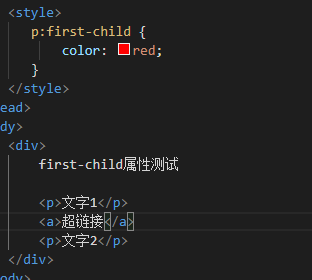 <style>
p:first-child {
color: red;
}
</style>
ead>
dy>
<div>
first-child属性测试
<p>文字1</p>
<a>超链接</a>
<p>文字2</p>
</div>
ody>